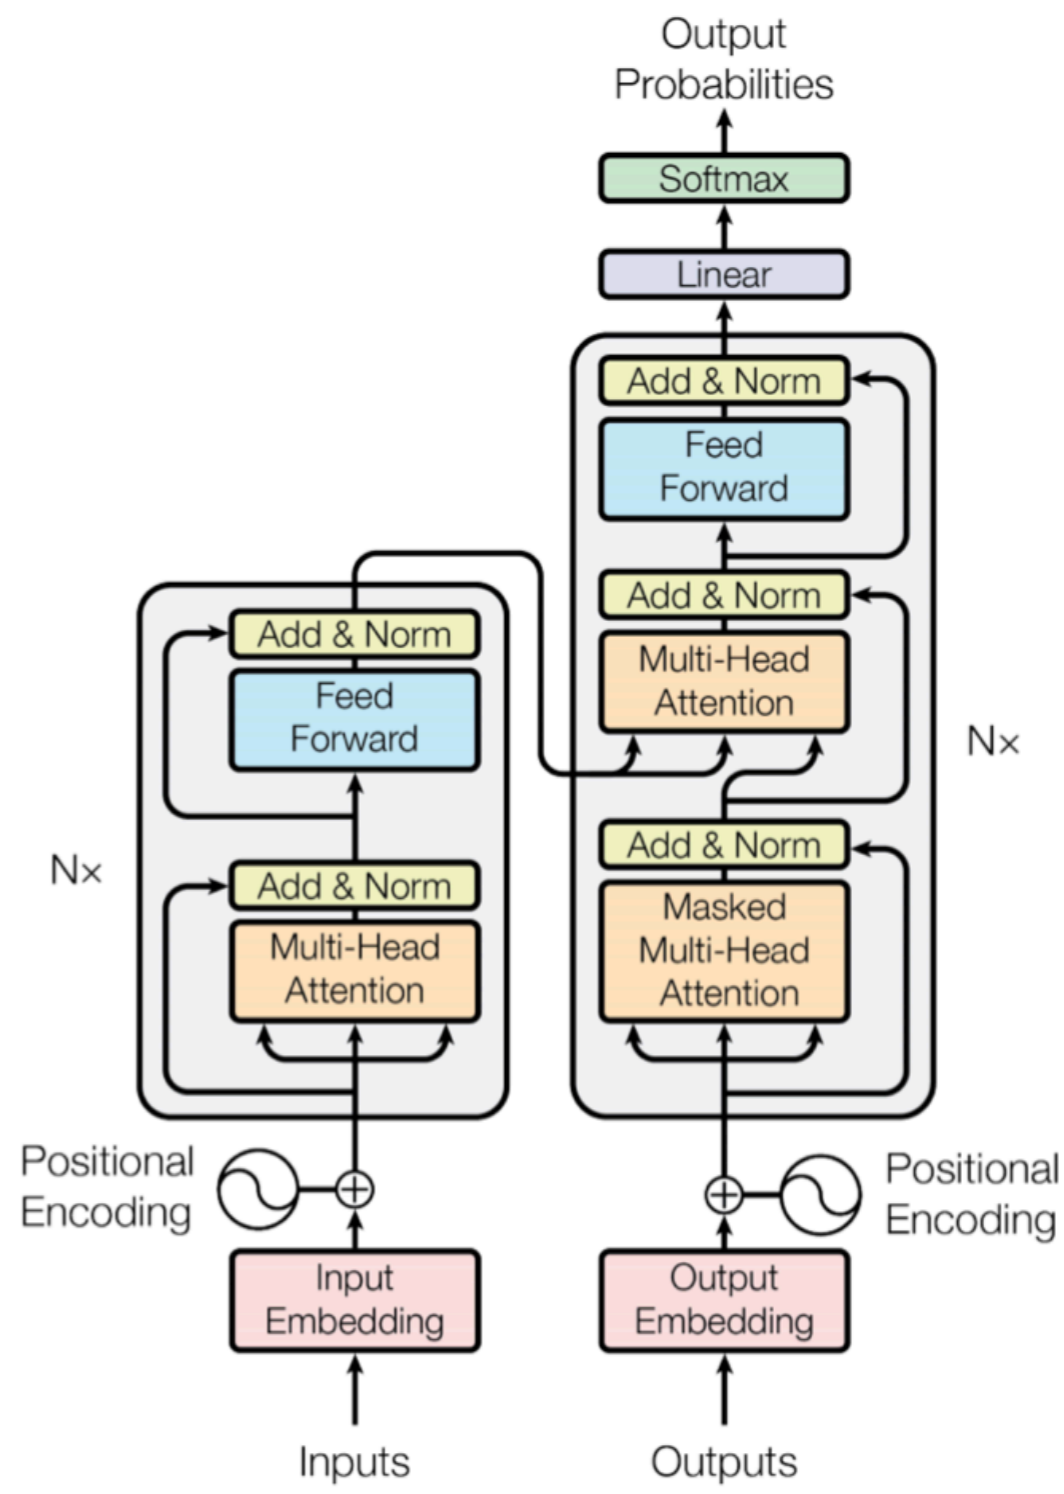 Output
Probabilities
Softmax
Linear
Add & Norm
Feed
Forward
Add & Norm
Multi-Head
Attention
N×
Add & Norm
Masked
Multi-Head
Attention
Positional
Encoding
Output
Embedding
Outputs
Add & Norm
Feed
Forward
N×
Add & Norm
Multi-Head
Attention
Positional
Encoding
Input
Embedding
Inputs